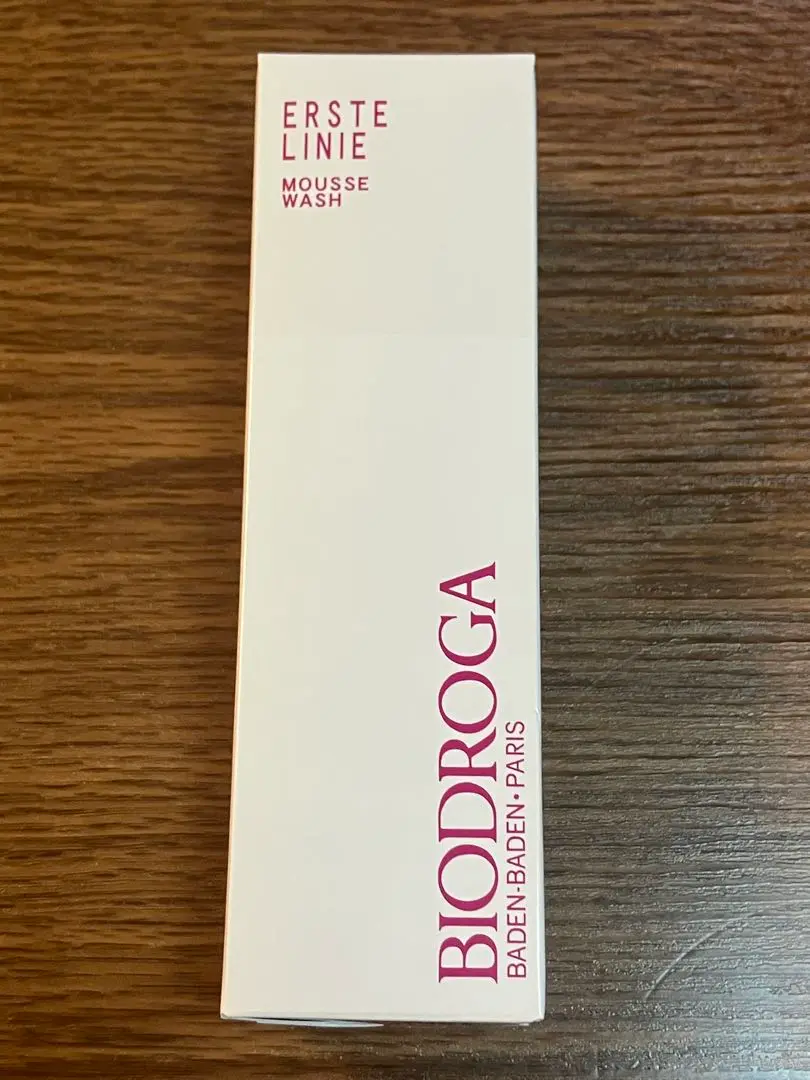 ERSTE
LINIE
MOUSSE
WASH
BIODROGA
BADEN-BADEN • PARIS